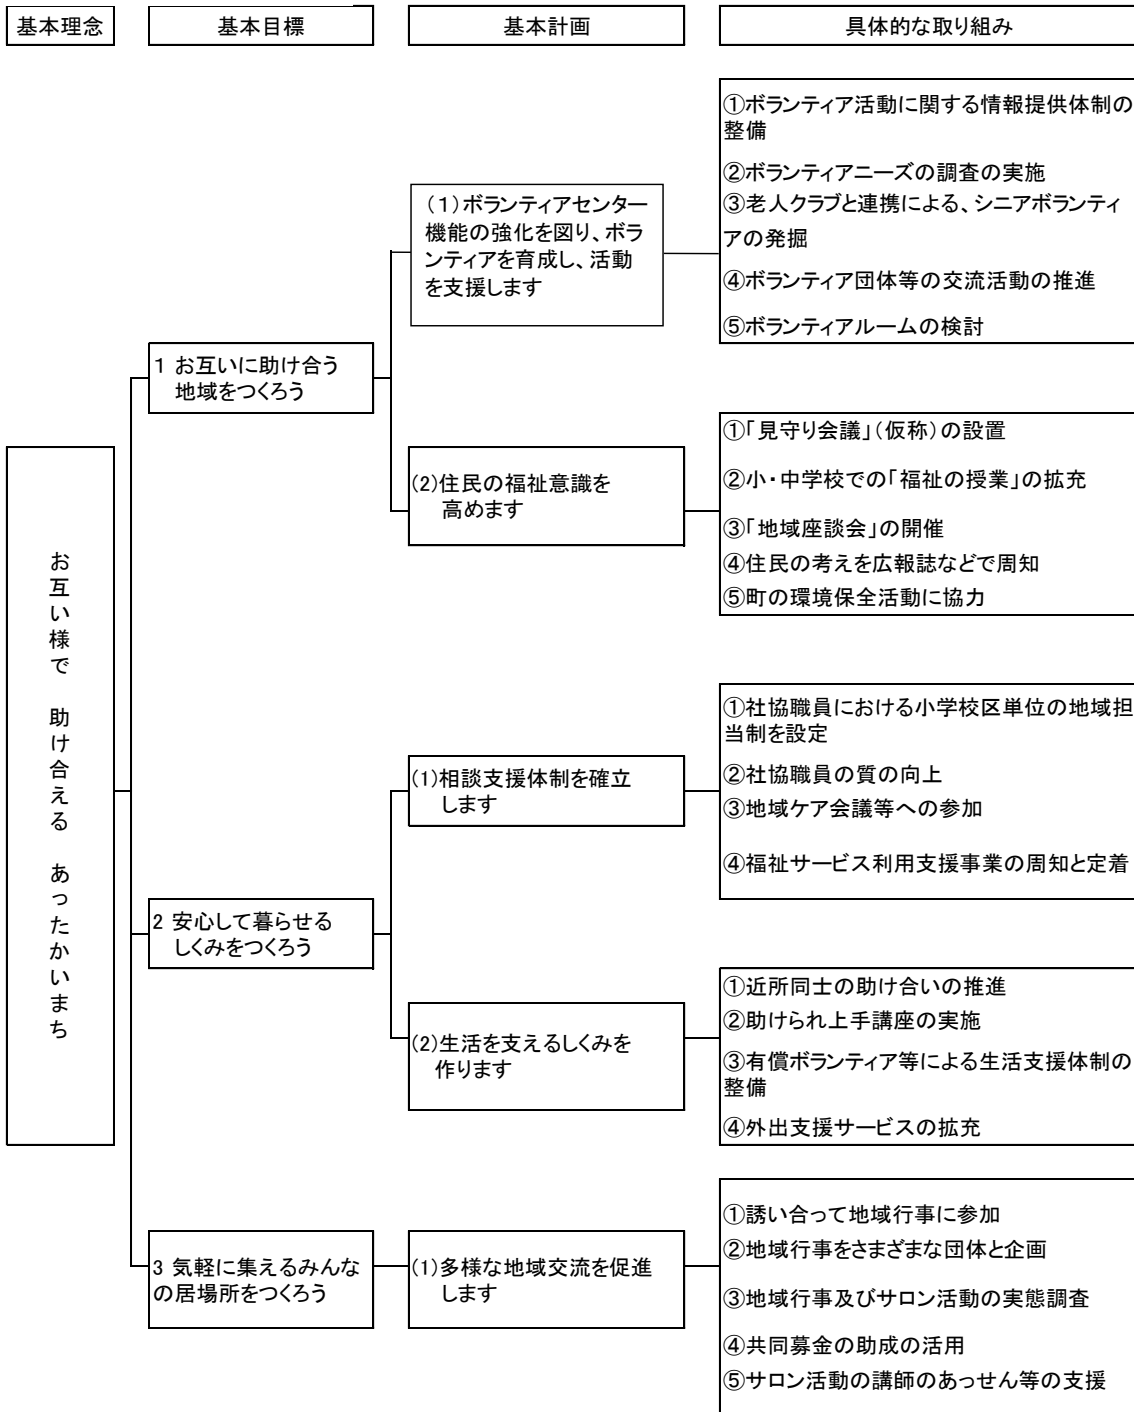 基本理念
基本目標
基本計画
具体的な取り組み
お互い様で 助け合える あったかいまち
1 お互いに助け合う
地域をつくろう
(1)ボランティアセンター
機能の強化を図り、ボラ
ンティアを育成し、活動
を支援します
①ボランティア活動に関する情報提供体制の
整備
②ボランティアニーズの調査の実施
③老人クラブと連携による、シニアボランティ
アの発掘
④ボランティア団体等の交流活動の推進
⑤ボランティアルームの検討
(2)住民の福祉意識を
高めます
①「見守り会議」(仮称)の設置
②小・中学校での「福祉の授業」の拡充
③「地域座談会」の開催
④住民の考えを広報誌などで周知
⑤町の環境保全活動に協力
2 安心して暮らせる
しくみをつくろう
(1)相談支援体制を確立
します
①社協職員における小学校区単位の地域担
当制を設定
②社協職員の質の向上
③地域ケア会議等への参加
④福祉サービス利用支援事業の周知と定着
(2)生活を支えるしくみを
作ります
①近所同士の助け合いの推進
②助けられ上手講座の実施
③有償ボランティア等による生活支援体制の
整備
④外出支援サービスの拡充
3 気軽に集えるみんな
の居場所をつくろう
(1)多様な地域交流を促進
します
①誘い合って地域行事に参加
②地域行事をさまざまな団体と企画
③地域行事及びサロン活動の実態調査
④共同募金の助成の活用
⑤サロン活動の講師のあっせん等の支援